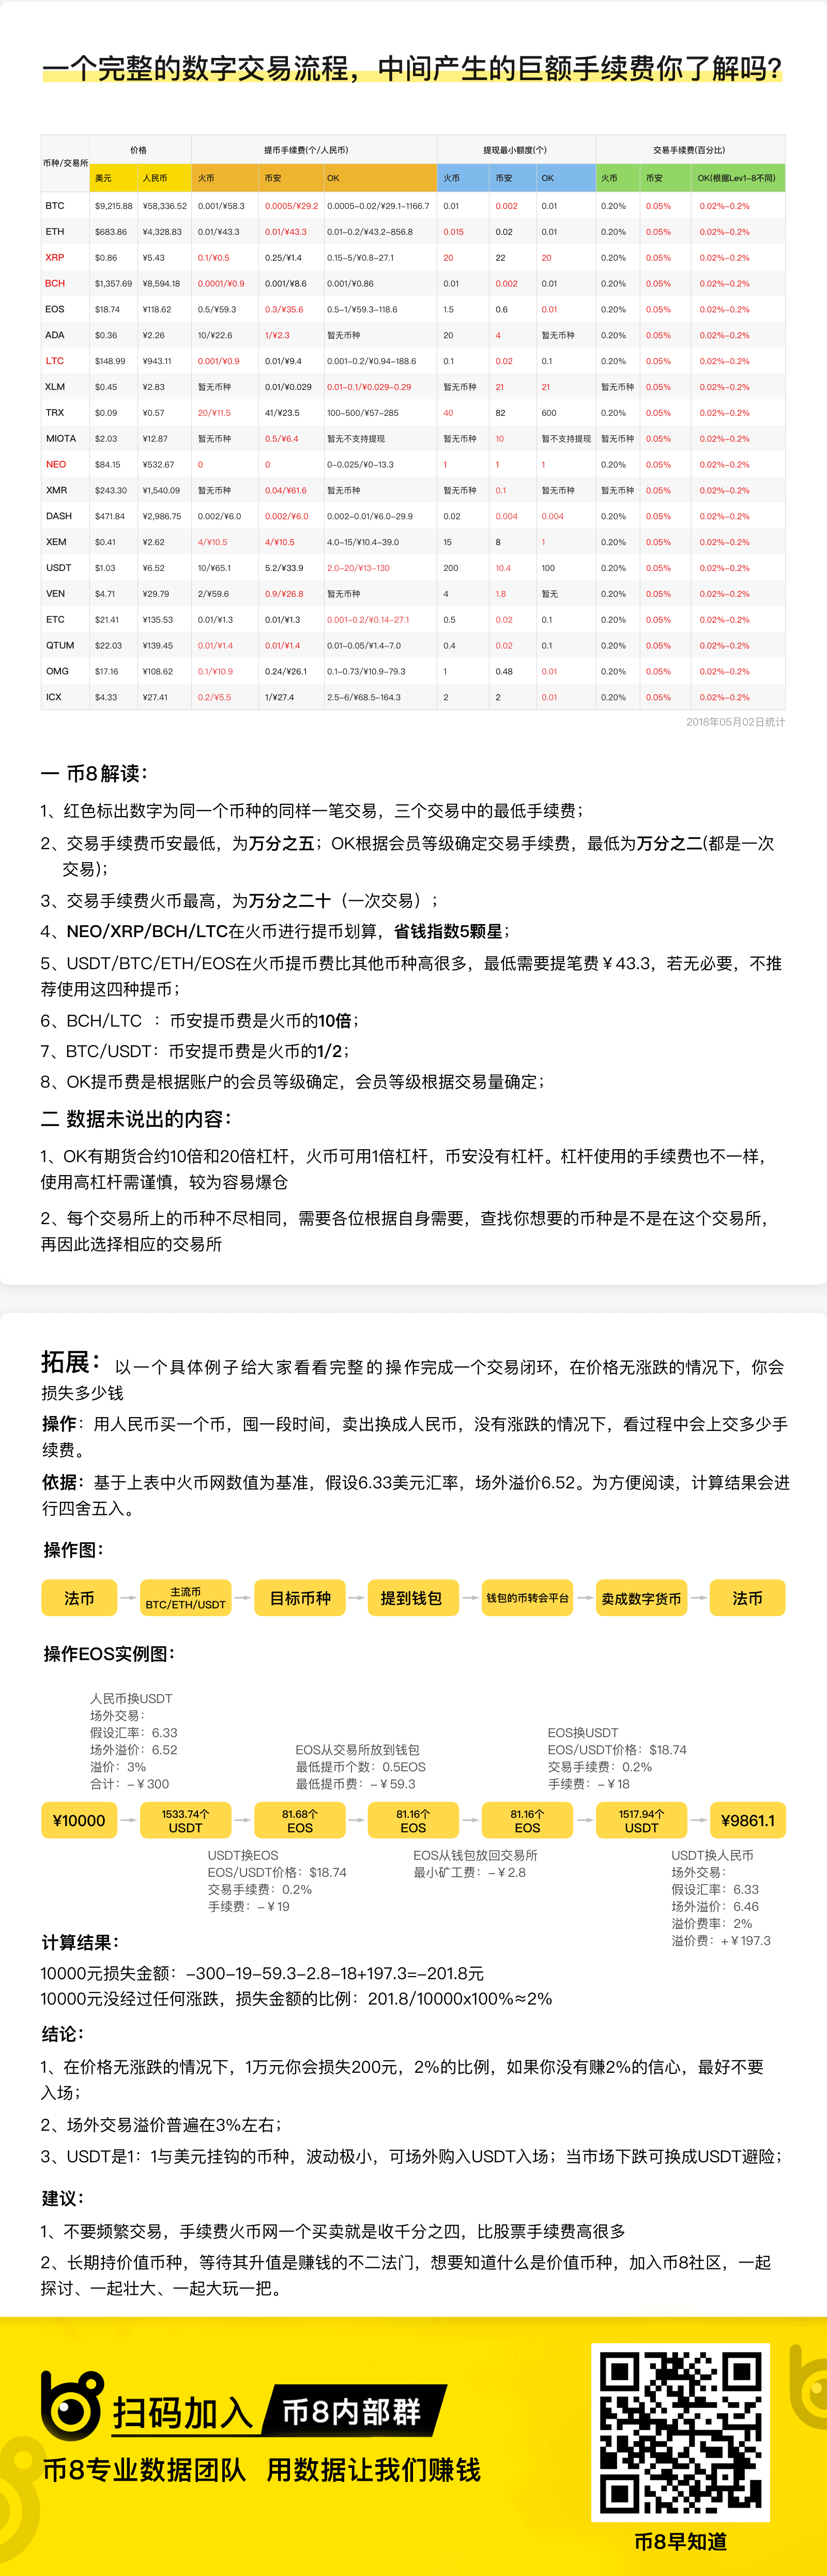 一个完整的数字交易流程，中间产生的巨额手续费你了解吗？
币种/交易所 价格 提币手续费(个/人民币) 提现最小额度(个) 交易手续费(百分比)
美元 人民币 火币 币安 OK 火币 币安 OK 火币 币安 OK(根据Lev1-8不同)
BTC $9,215.88 ¥58,336.52 0.001/¥58.3 0.0005/¥29.2 0.0005-0.02/¥29.1-1166.7 0.01 0.002 0.01 0.20% 0.05% 0.02%-0.2%
ETH $683.86 ¥4,328.83 0.01/¥43.3 0.01/¥43.3 0.01-0.2/¥43.2-856.8 0.015 0.02 0.01 0.20% 0.05% 0.02%-0.2%
XRP $0.86 ¥5.43 0.1/¥0.5 0.25/¥1.4 0.15-5/¥0.8-27.1 20 22 20 0.20% 0.05% 0.02%-0.2%
BCH $1,357.69 ¥8,594.18 0.0001/¥0.9 0.001/¥8.6 0.001/¥0.86 0.01 0.002 0.01 0.20% 0.05% 0.02%-0.2%
EOS $18.74 ¥118.62 0.5/¥59.3 0.3/¥35.6 0.5-1/¥59.3-118.6 1.5 0.6 0.01 0.20% 0.05% 0.02%-0.2%
ADA $0.36 ¥2.26 10/¥22.6 1/¥2.3 暂无币种 20 4 暂无币种 0.20% 0.05% 0.02%-0.2%
LTC $148.99 ¥943.11 0.001/¥0.9 0.01/¥9.4 0.001-0.2/¥0.94-188.6 0.1 0.02 0.1 0.20% 0.05% 0.02%-0.2%
XLM $0.45 ¥2.83 暂无币种 0.01/¥0.029 0.01-0.1/¥0.029-0.29 暂无币种 21 21 暂无币种 0.05% 0.02%-0.2%
TRX $0.09 ¥0.57 20/¥11.5 41/¥23.5 100-500/¥57-285 40 82 600 0.20% 0.05% 0.02%-0.2%
MIOTA $2.03 ¥12.87 暂无币种 0.5/¥6.4 暂无不支持提现 暂无币种 10 暂不支持提现 暂无币种 0.05% 0.02%-0.2%
NEO $84.15 ¥532.67 0 0 0-0.025/¥0-13.3 1 1 1 0.20% 0.05% 0.02%-0.2%
XMR $243.30 ¥1,540.09 暂无币种 0.04/¥61.6 暂无币种 暂无币种 0.1 暂无币种 暂无币种 0.05% 0.02%-0.2%
DASH $471.84 ¥2,986.75 0.002/¥6.0 0.002/¥6.0 0.002-0.01/¥6.0-29.9 0.02 0.004 0.004 0.20% 0.05% 0.02%-0.2%
XEM $0.41 ¥2.62 4/¥10.5 4/¥10.5 4.0-15/¥10.4-39.0 15 8 1 0.20% 0.05% 0.02%-0.2%
USDT $1.03 ¥6.52 10/¥65.1 5.2/¥33.9 2.0-20/¥13-130 200 10.4 100 0.20% 0.05% 0.02%-0.2%
VEN $4.71 ¥29.79 2/¥59.6 0.9/¥26.8 暂无币种 4 1.8 暂无 0.20% 0.05% 0.02%-0.2%
ETC $21.41 ¥135.53 0.01/¥1.3 0.01/¥1.3 0.001-0.2/¥0.14-27.1 0.5 0.02 0.1 0.20% 0.05% 0.02%-0.2%
QTUM $22.03 ¥139.45 0.01/¥1.4 0.01/¥1.4 0.01-0.05/¥1.4-7.0 0.4 0.02 0.1 0.20% 0.05% 0.02%-0.2%
OMG $17.16 ¥108.62 0.1/¥10.9 0.24/¥26.1 0.1-0.73/¥10.9-79.3 1 0.48 0.01 0.20% 0.05% 0.02%-0.2%
ICX $4.33 ¥27.41 0.2/¥5.5 1/¥27.4 2.5-6/¥68.5-164.3 2 2 0.01 0.20% 0.05% 0.02%-0.2%
2018年05月02日统计
一 币8解读：
1、红色标出数字为同一个币种的同样一笔交易，三个交易中的最低手续费；
2、交易手续费币安最低，为万分之五；OK根据会员等级确定交易手续费，最低为万分之二(都是一次
交易)；
3、交易手续费火币最高，为万分之二十（一次交易）；
4、NEO/XRP/BCH/LTC在火币进行提币划算，省钱指数5颗星；
5、USDT/BTC/ETH/EOS在火币提币费比其他币种高很多，最低需要提笔费￥43.3，若无必要，不推
荐使用这四种提币；
6、BCH/LTC ：币安提币费是火币的10倍；
7、BTC/USDT：币安提币费是火币的1/2；
8、OK提币费是根据账户的会员等级确定，会员等级根据交易量确定；
二 数据未说出的内容：
1、OK有期货合约10倍和20倍杠杆，火币可用1倍杠杆，币安没有杠杆。杠杆使用的手续费也不一样，
使用高杠杆需谨慎，较为容易爆仓
2、每个交易所上的币种不尽相同，需要各位根据自身需要，查找你想要的币种是不是在这个交易所，
再因此选择相应的交易所
拓展：以一个具体例子给大家看看完整的操作完成一个交易闭环，在价格无涨跌的情况下，你会
损失多少钱
操作：用人民币买一个币，囤一段时间，卖出换成人民币，没有涨跌的情况下，看过程中会上交多少手
续费。
依据：基于上表中火币网数值为基准，假设6.33美元汇率，场外溢价6.52。为方便阅读，计算结果会进
行四舍五入。
操作图：
法币 主流币 BTC/ETH/USDT 目标币种 提到钱包 钱包的币转会平台 卖成数字货币 法币
操作EOS实例图：
人民币换USDT
场外交易：
假设汇率：6.33
场外溢价：6.52
溢价：3%
合计：-￥300
EOS从交易所放到钱包
最低提币个数：0.5EOS
最低提币费：-￥59.3
EOS换USDT
EOS/USDT价格：$18.74
交易手续费：0.2%
手续费：-￥18
¥10000 1533.74个 USDT 81.68个 EOS 81.16个 EOS 81.16个 EOS 1517.94个 USDT ¥9861.1
USDT换EOS
EOS/USDT价格：$18.74
交易手续费：0.2%
手续费：-￥19
EOS从钱包放回交易所
最小矿工费：-￥2.8
USDT换人民币
场外交易：
假设汇率：6.33
场外溢价：6.46
溢价费率：2%
溢价费：+￥197.3
计算结果：
10000元损失金额：-300-19-59.3-2.8-18+197.3=-201.8元
10000元没经过任何涨跌，损失金额的比例：201.8/10000x100%≈2%
结论：
1、在价格无涨跌的情况下，1万元你会损失200元，2%的比例，如果你没有赚2%的信心，最好不要
入场；
2、场外交易溢价普遍在3%左右；
3、USDT是1：1与美元挂钩的币种，波动极小，可场外购入USDT入场；当市场下跌可换成USDT避险；
建议：
1、不要频繁交易，手续费火币网一个买卖就是收千分之四，比股票手续费高很多
2、长期持价值币种，等待其升值是赚钱的不二法门，想要知道什么是价值币种，加入币8社区，一起
探讨、一起壮大、一起大玩一把。
扫码加入 币8内部群
币8专业数据团队 用数据让我们赚钱
币8早知道